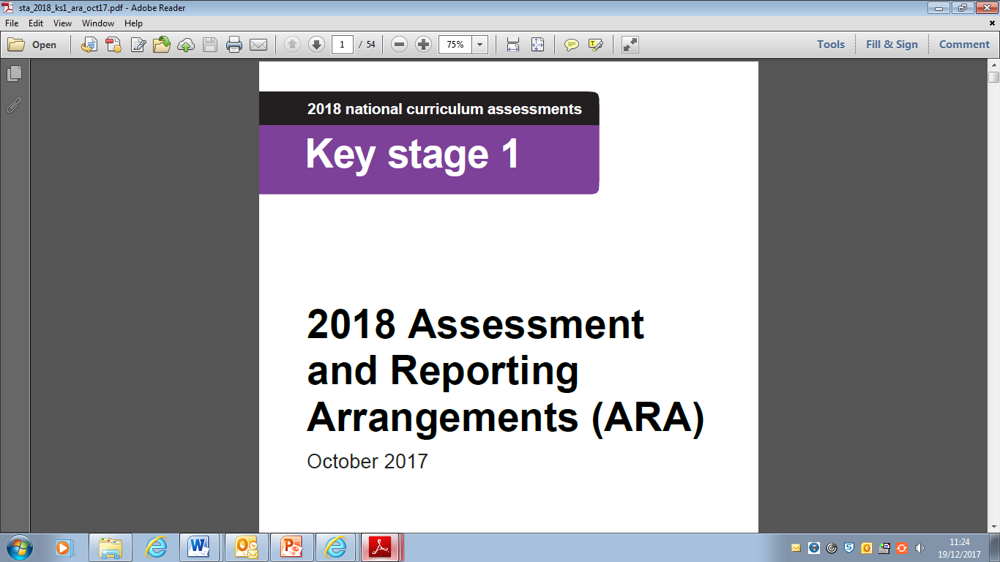 sta_2018_ks1_ara_oct17.pdf - Adobe Reader
File Edit View Window Help
Open 1 / 54 75% Tools Fill & Sign Comment
2018 national curriculum assessments
Key stage 1
2018 Assessment
and Reporting
Arrangements (ARA)
October 2017
11:24
19/12/2017